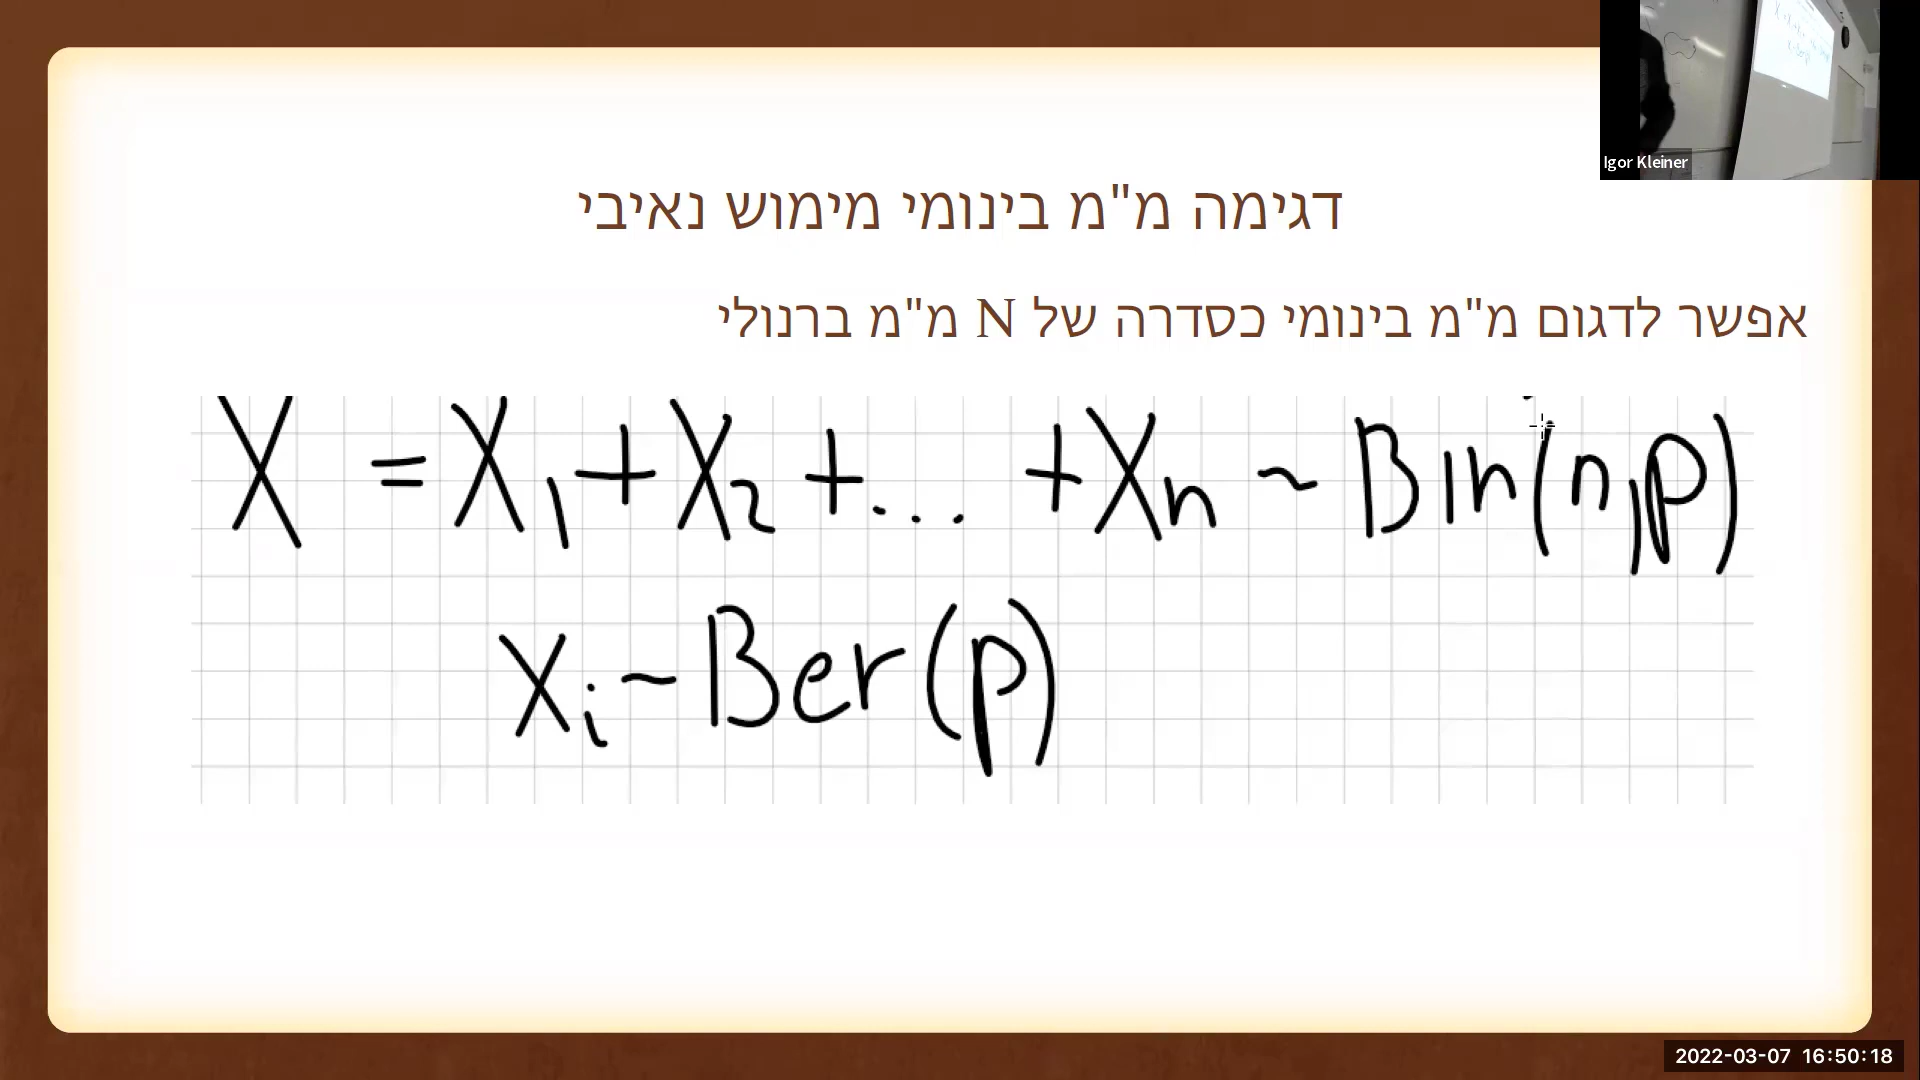 Igor Kleiner
דגימה מ"מ בינומי מימוש נאיבי
אפשר לדגום מ"מ בינומי כסדרה של N מ"מ ברנולי
X = X₁ + X₂ + ... + Xₙ ~ Bin(n,p)
Xᵢ ~ Ber(p)
2022-03-07 16:50:18